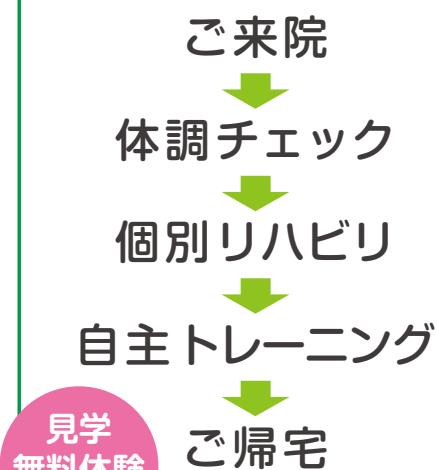 ご来院
体調チェック
個別リハビリ
自主トレーニング
ご帰宅
見学
無料体験